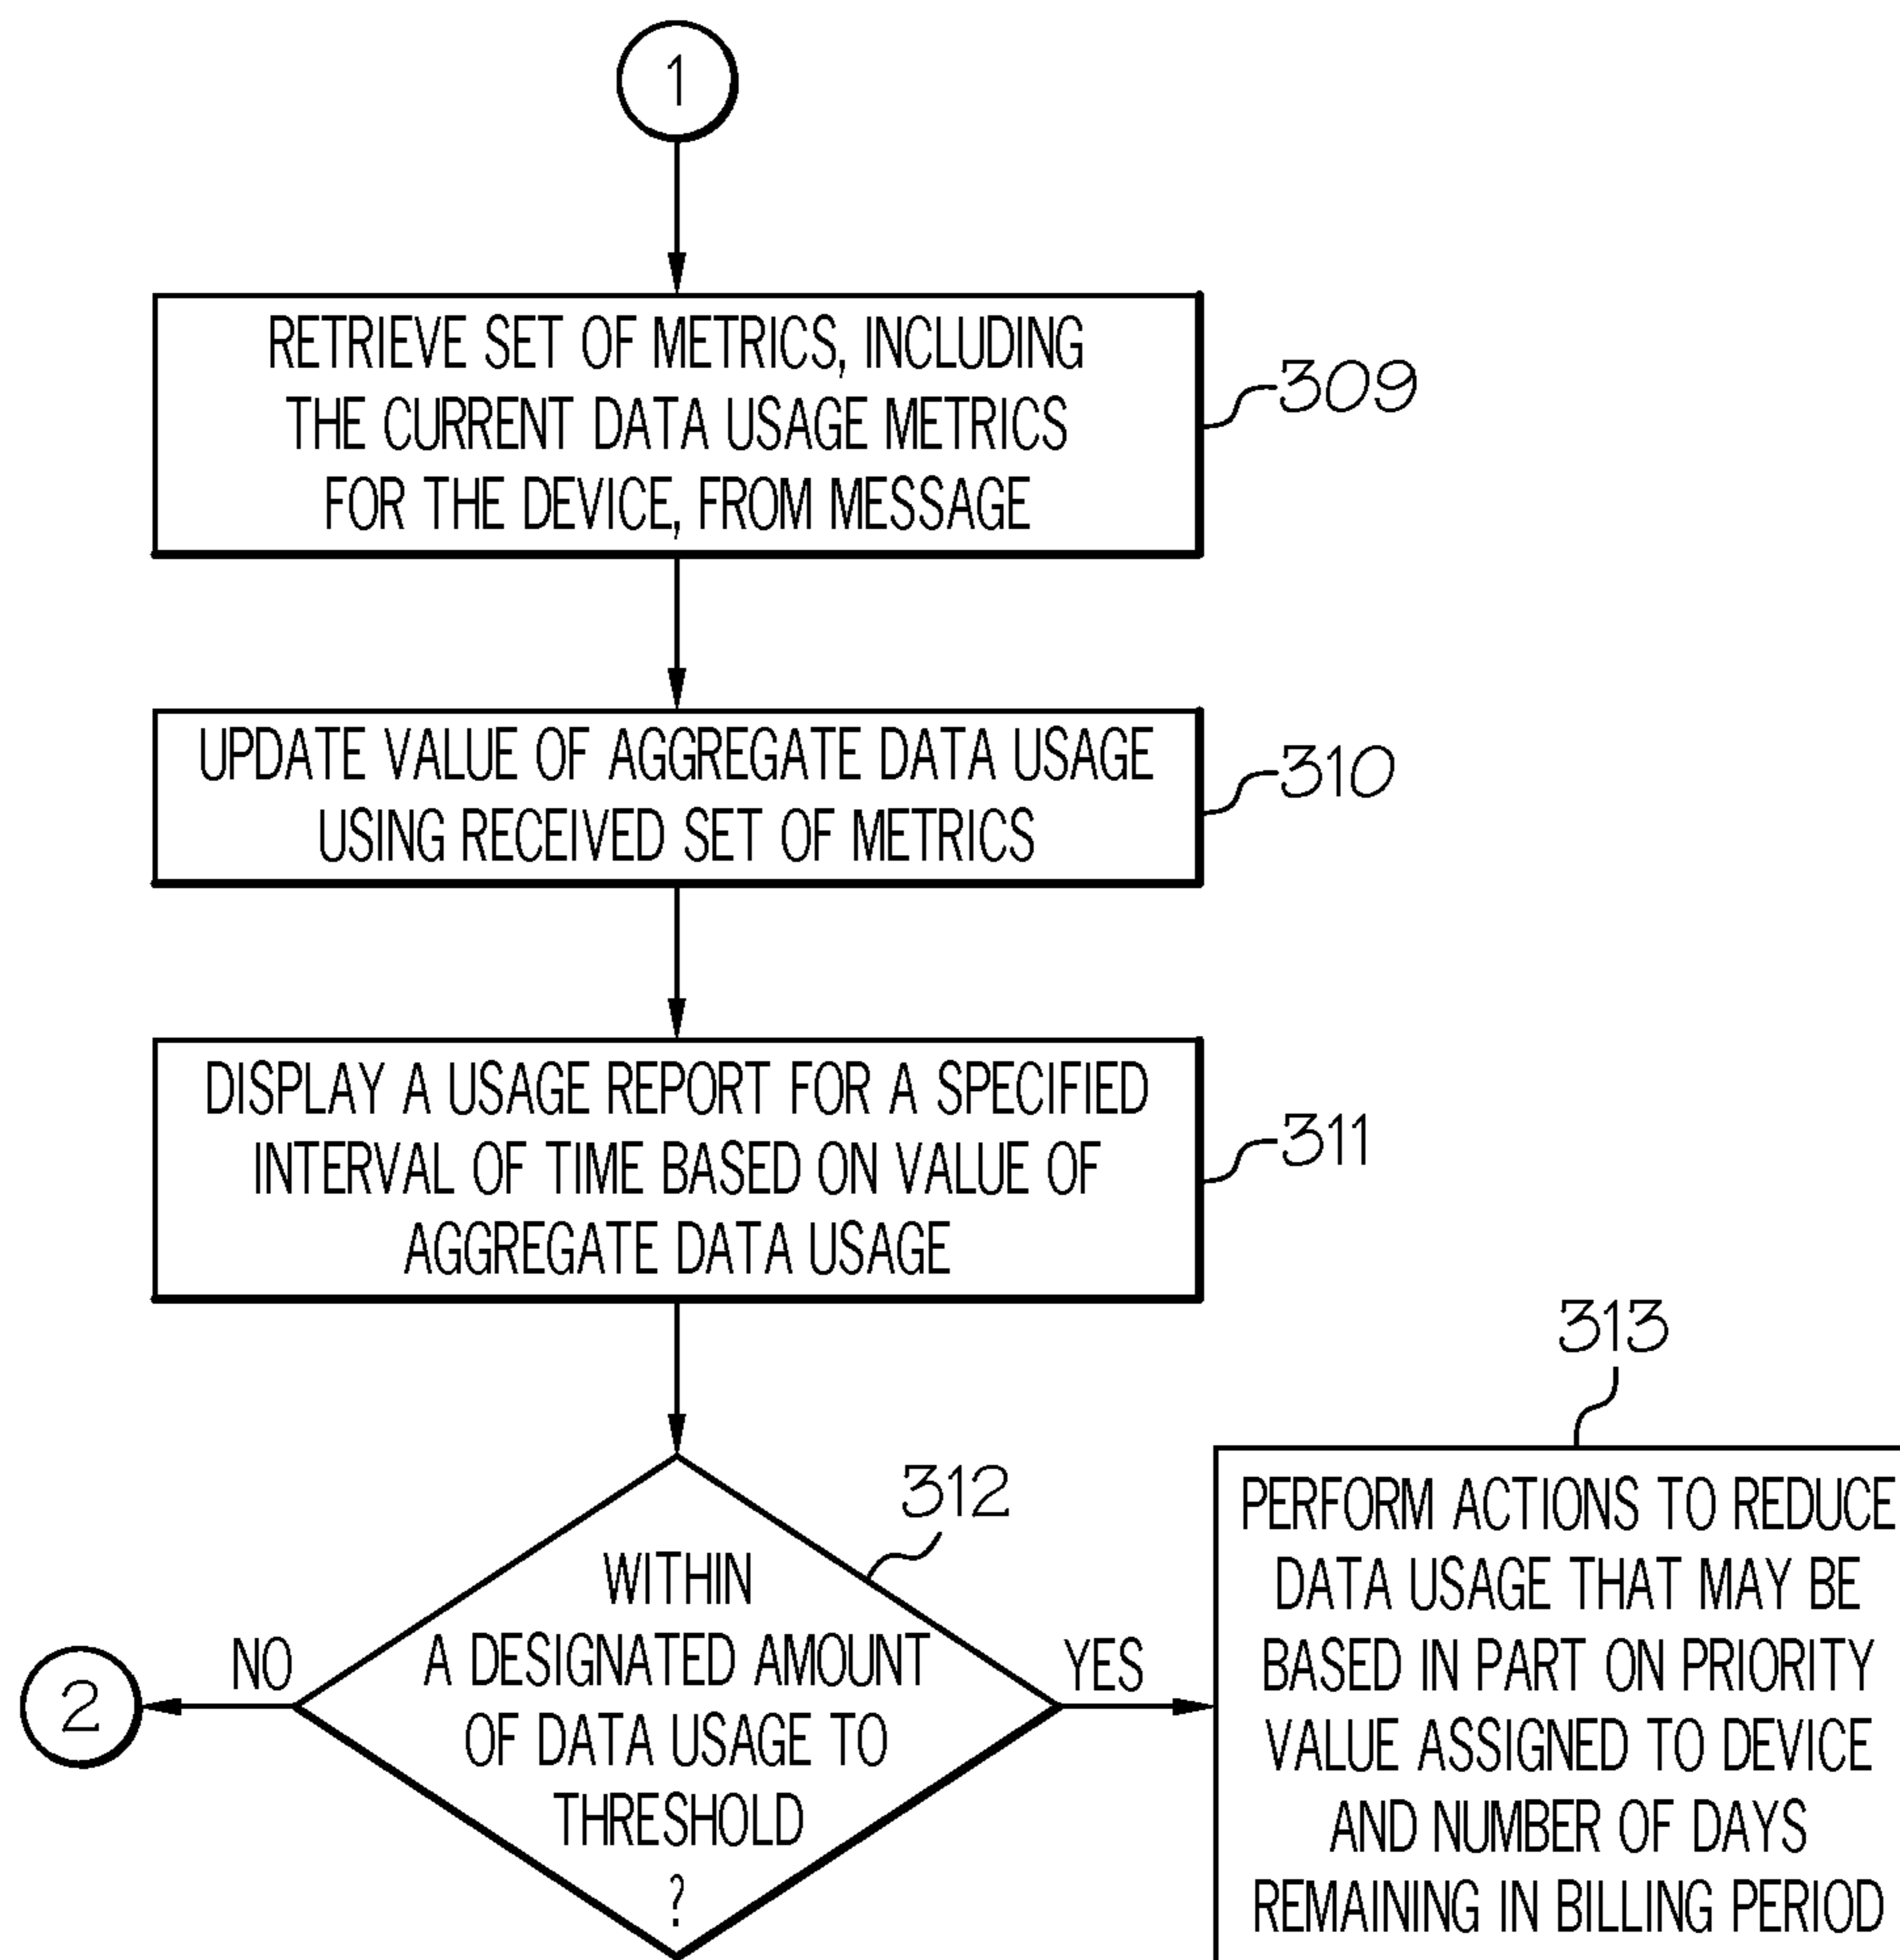 1
RETRIEVE SET OF METRICS, INCLUDING
THE CURRENT DATA USAGE METRICS
FOR THE DEVICE, FROM MESSAGE
309
UPDATE VALUE OF AGGREGATE DATA USAGE
USING RECEIVED SET OF METRICS
310
DISPLAY A USAGE REPORT FOR A SPECIFIED
INTERVAL OF TIME BASED ON VALUE OF
AGGREGATE DATA USAGE
311
312
WITHIN
A DESIGNATED AMOUNT
OF DATA USAGE TO
THRESHOLD
?
NO
2
YES
313
PERFORM ACTIONS TO REDUCE
DATA USAGE THAT MAY BE
BASED IN PART ON PRIORITY
VALUE ASSIGNED TO DEVICE
AND NUMBER OF DAYS
REMAINING IN BILLING PERIOD